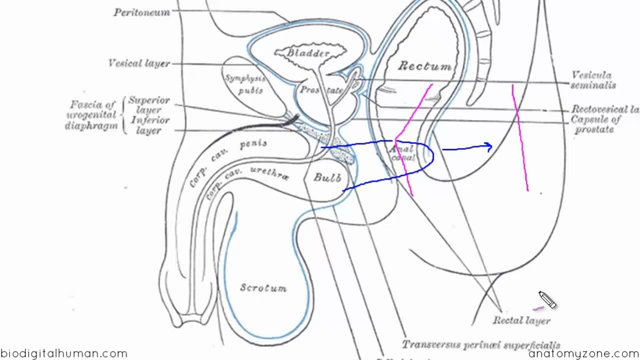 Peritoneum
Bladder
Rectum
Vesical layer
Symphysis
pubis
Prostate
Vesicula
seminalis
Fascia of
urogenital
diaphragm
Superior
layer
Inferior
layer
Rectovesical la
Capsule of
prostate
Corp. cav. penis
Anal
canal
Corp. cav. urethræ
Bulb
Scrotum
Rectal layer
Transversus perinæi superficialis
biodigitalhuman.com
anatomyzone.com